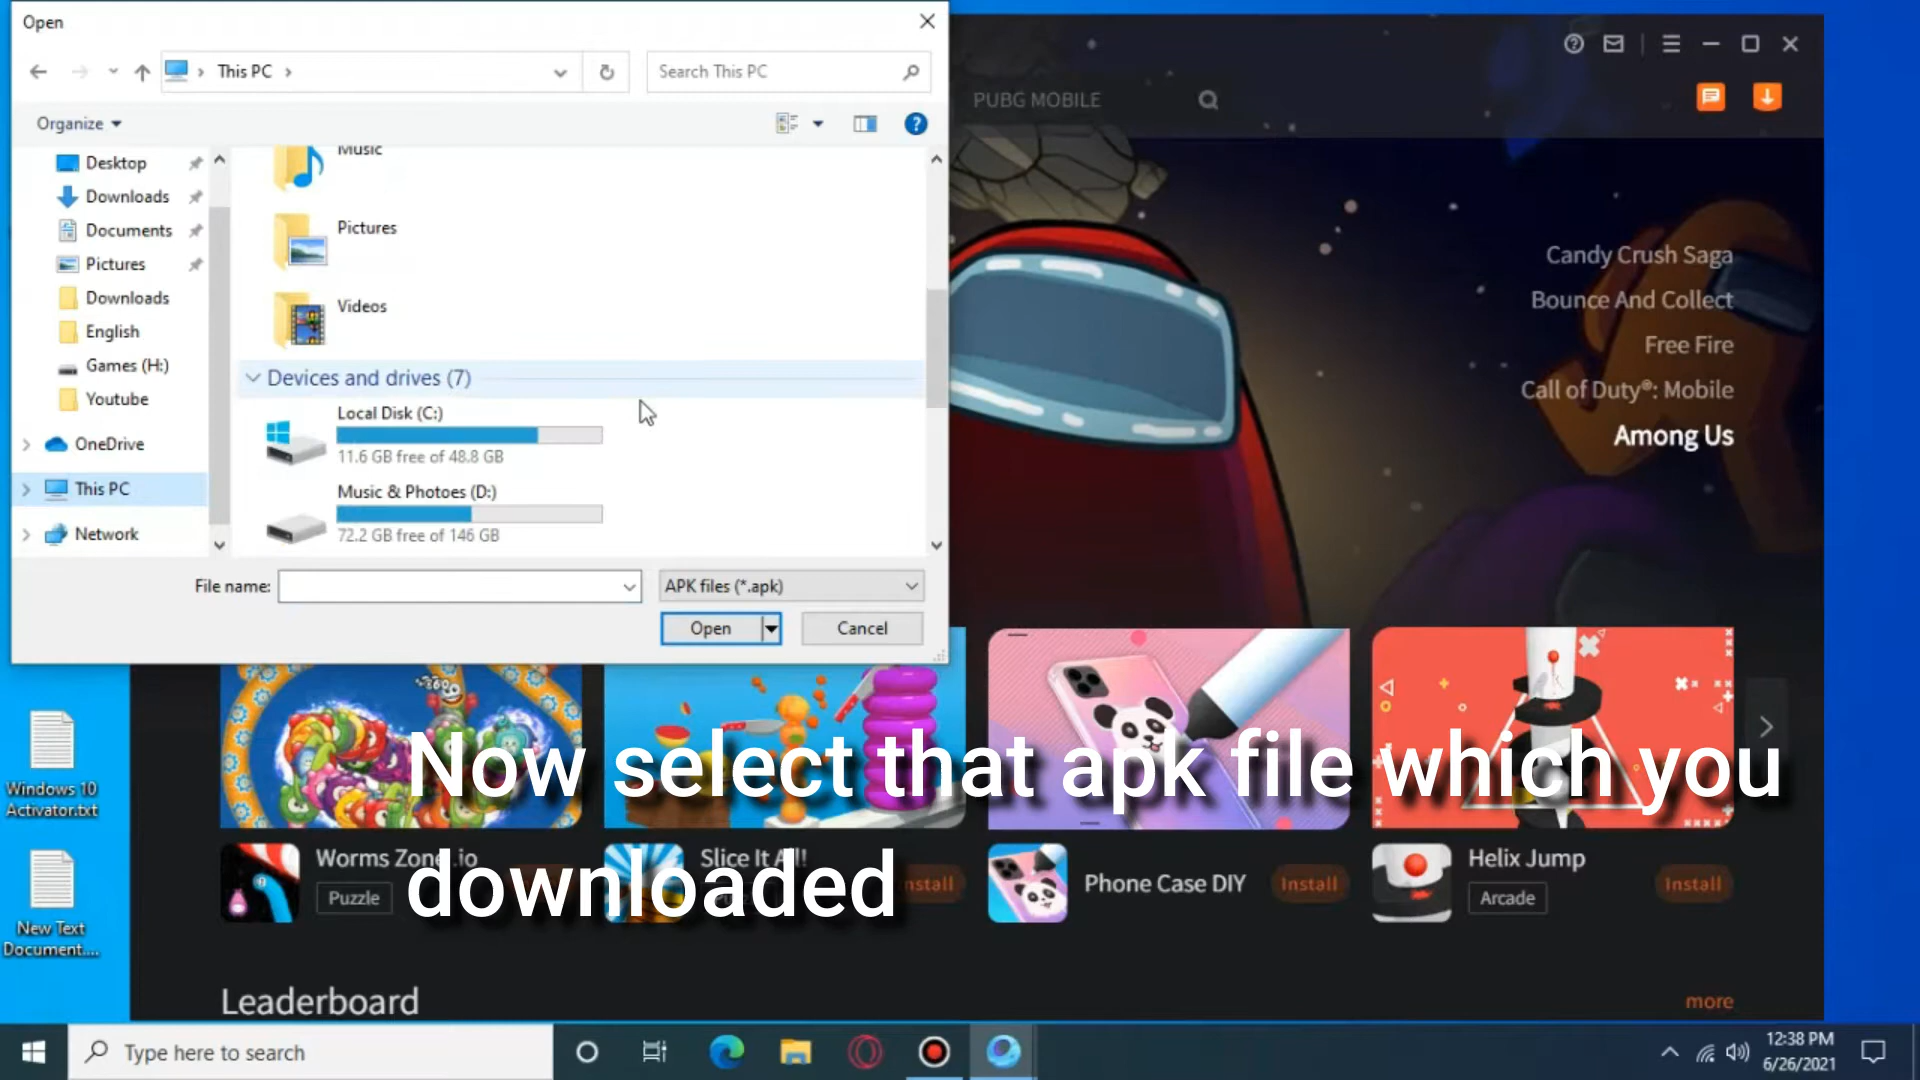 Open
This PC
Search This PC
Organize
Desktop
Downloads
Documents
Pictures
Downloads
English
Games (H:)
Youtube
OneDrive
This PC
Network
Music
Pictures
Videos
Devices and drives (7)
Local Disk (C:)
11.6 GB free of 48.8 GB
Music & Photoes (D:)
72.2 GB free of 146 GB
File name:
APK files (*.apk)
Open
Cancel
PUBG MOBILE
Candy Crush Saga
Bounce And Collect
Free Fire
Call of Duty®: Mobile
Among Us
Now select that apk file which you
downloaded
Windows 10
Activator.txt
New Text
Document....
Worms Zone .io
Puzzle
Slice It All!
Install
Phone Case DIY
Install
Helix Jump
Arcade
Install
Leaderboard
more
Type here to search
12:38 PM
6/26/2021